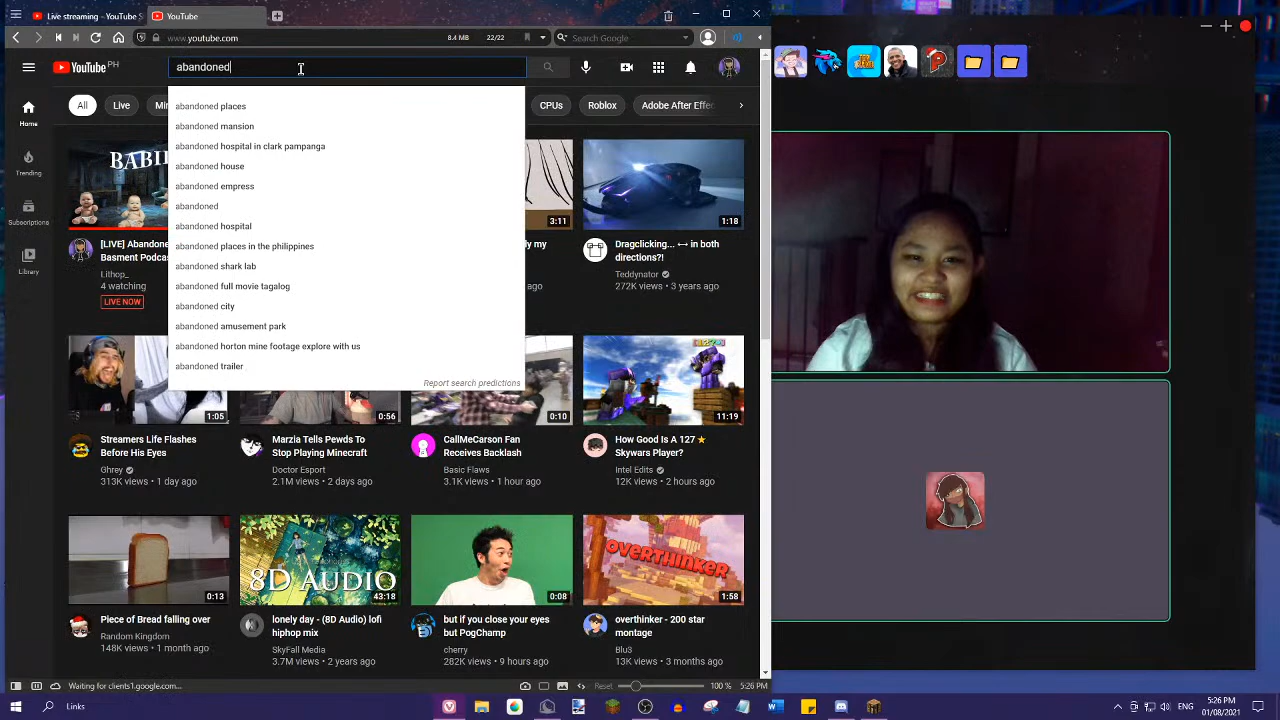 Live streaming – YouTube S
YouTube
www.youtube.com
8.4 MB
22/22
Search Google
YouTube PH
abandoned
abandoned places
abandoned mansion
abandoned hospital in clark pampanga
abandoned house
abandoned empress
abandoned
abandoned hospital
abandoned places in the philippines
abandoned shark lab
abandoned full movie tagalog
abandoned city
abandoned amusement park
abandoned horton mine footage explore with us
abandoned trailer
Report search predictions
Home
Trending
Subscriptions
Library
All
Live
Min
CPUs
Roblox
Adobe After Effe
BABIE
3:11
1:18
[LIVE] Abandone
Basment Podcas
Lithop_
4 watching
LIVE NOW
fy my
Dragclicking... ↔ in both
directions?!
Teddynator
272K views • 3 years ago
1:05
0:56
0:10
11:19
Streamers Life Flashes
Before His Eyes
Ghrey
313K views • 1 day ago
Marzia Tells Pewds To
Stop Playing Minecraft
Doctor Esport
2.1M views • 2 days ago
CallMeCarson Fan
Receives Backlash
Basic Flaws
3.1K views • 1 hour ago
How Good Is A 127★
Skywars Player?
Intel Edits
12K views • 2 hours ago
8D AUDIO
OVERTHINKER
0:13
43:18
0:08
1:58
Piece of Bread falling over
Random Kingdom
148K views • 1 month ago
lonely day - (8D Audio) lofi
hiphop mix
SkyFall Media
3.7M views • 2 years ago
but if you close your eyes
but PogChamp
cherry
282K views • 9 hours ago
overthinker - 200 star
montage
Blu3
13K views • 3 months ago
Waiting for clients1.google.com...
Reset
100 %
5:26 PM
Links
5:26 PM
01/08/2021